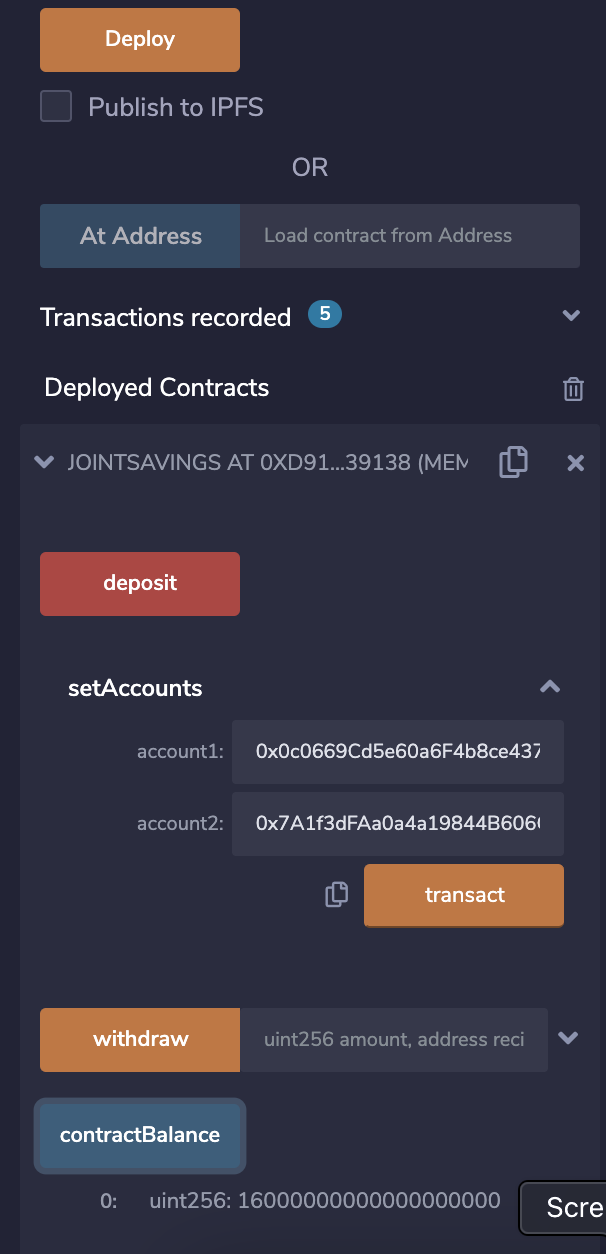 Deploy
Publish to IPFS
OR
At Address Load contract from Address
Transactions recorded 5
Deployed Contracts
JOINTSAVINGS AT 0XD91...39138 (MEM
deposit
setAccounts
account1: 0x0c0669Cd5e60a6F4b8ce437
account2: 0x7A1f3dFAa0a4a19844B606
transact
withdraw uint256 amount, address reci
contractBalance
0: uint256: 16000000000000000000
Scre